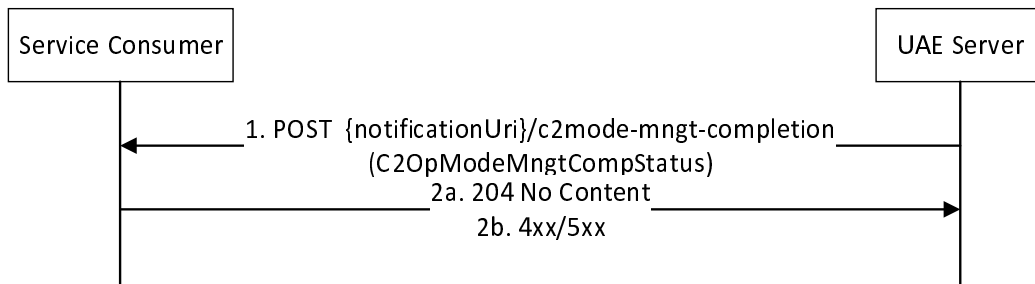 Service Consumer
UAE Server
1. POST {notificationUri}/c2mode-mngt-completion
(C2OpModeMngtCompStatus)
2a. 204 No Content
2b. 4xx/5xx